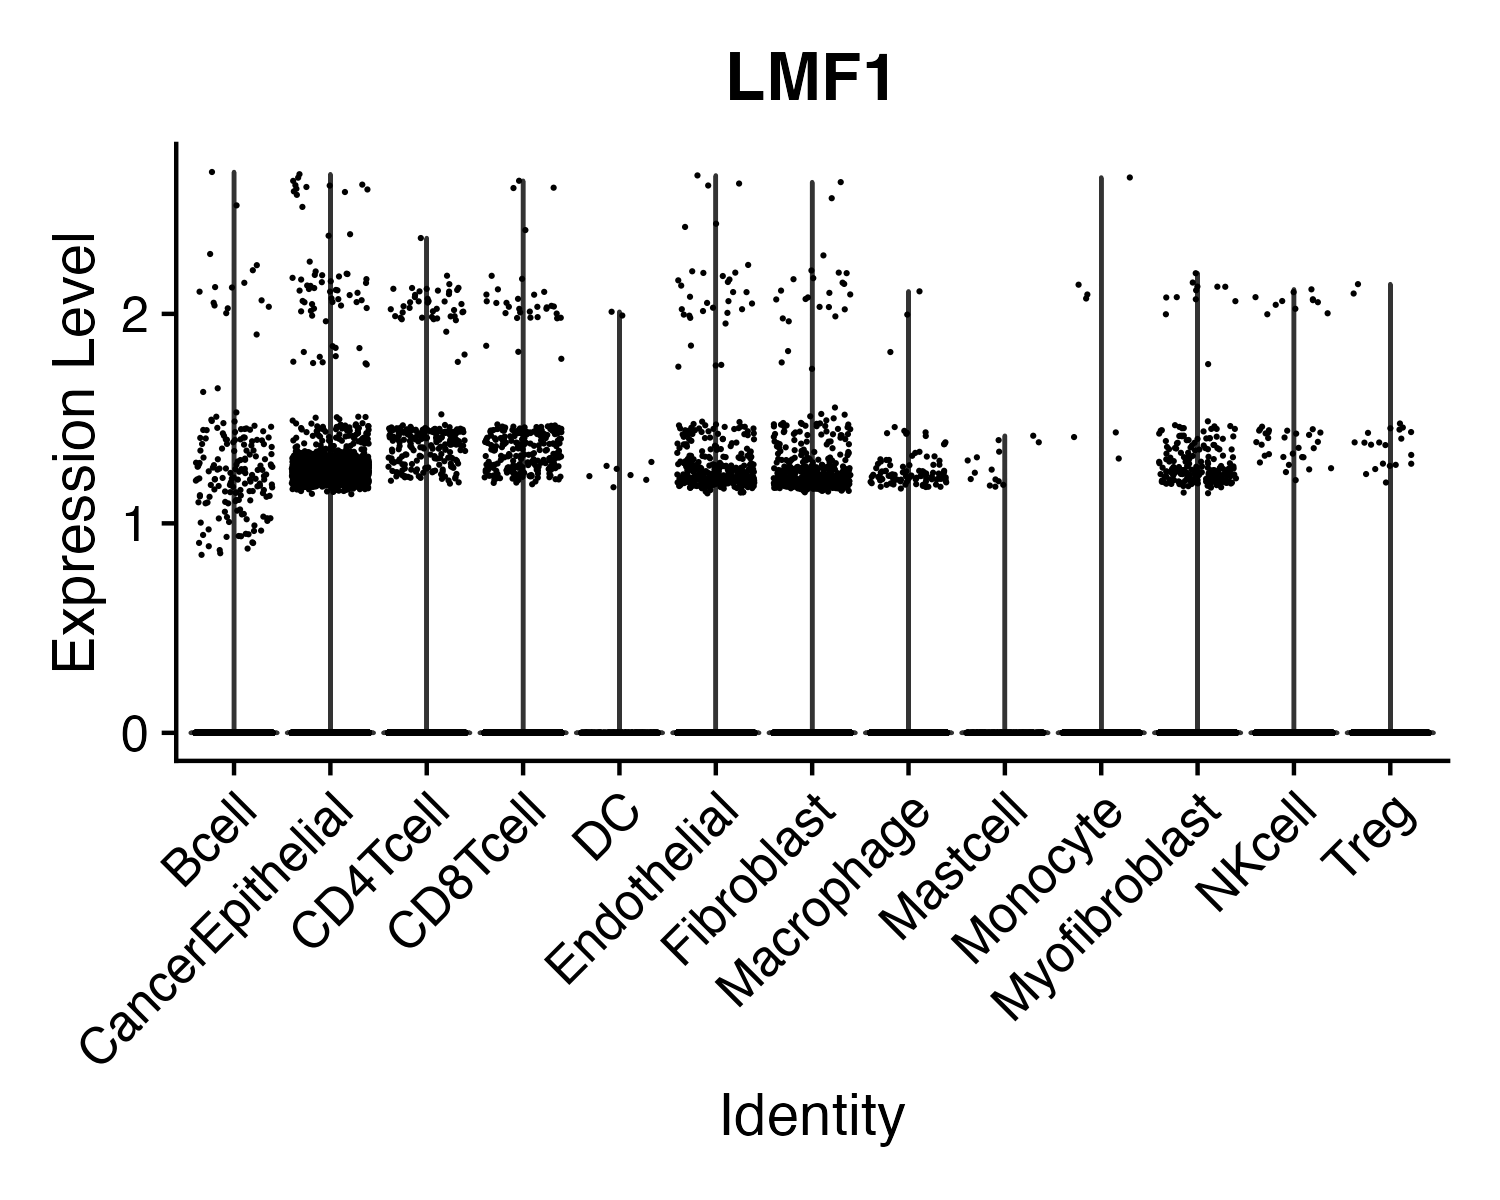 LMF1
Expression Level
2
1
0
Bcell
CancerEpithelial
CD4Tcell
CD8Tcell
DC
Endothelial
Fibroblast
Macrophage
Mastcell
Monocyte
Myofibroblast
NKcell
Treg
Identity